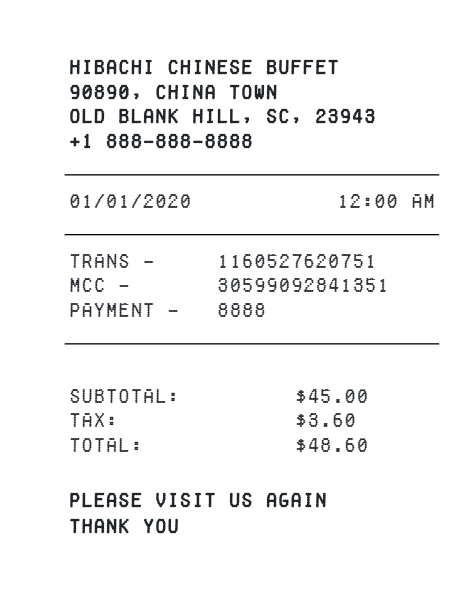 HIBACHI CHINESE BUFFET
90890, CHINA TOWN
OLD BLANK HILL, SC, 23943
+1 888-888-8888
01/01/2020 12:00 AM
TRANS - 1160527620751
MCC - 30599092841351
PAYMENT - 8888
SUBTOTAL: $45.00
TAX: $3.60
TOTAL: $48.60
PLEASE VISIT US AGAIN
THANK YOU